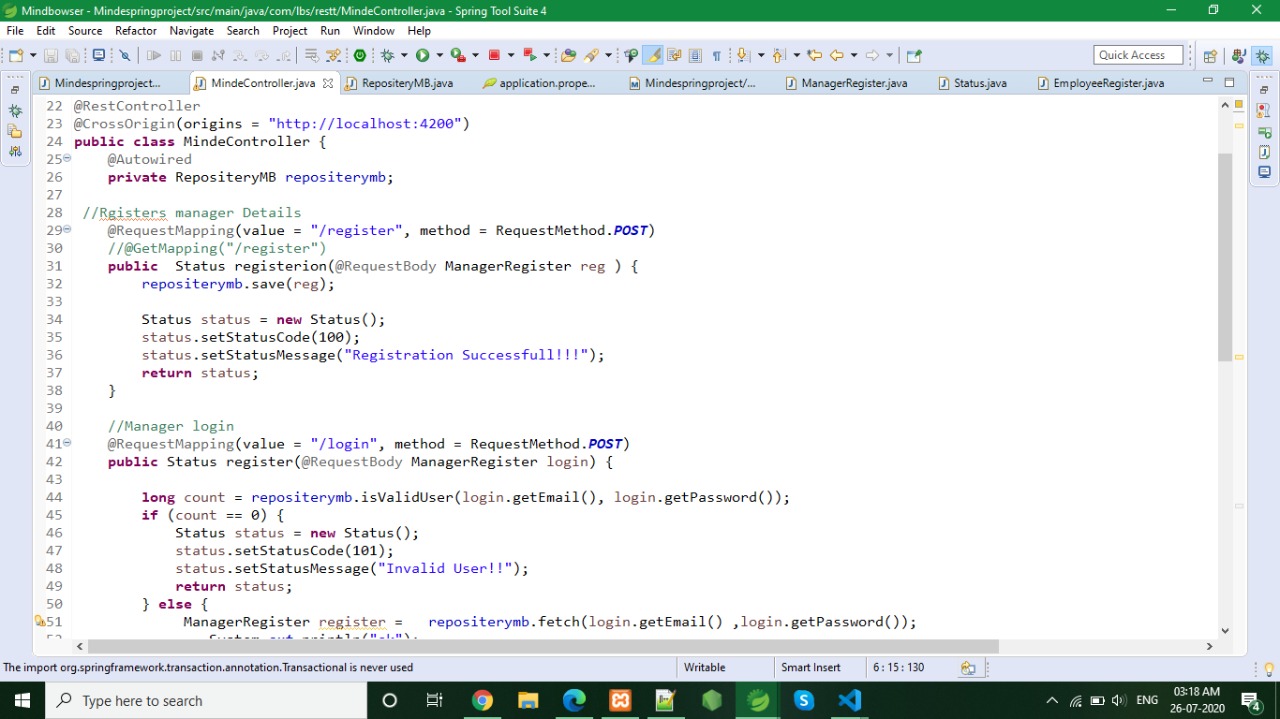 Mindbowser - Mindespringproject/src/main/java/com/lbs/restt/MindeController.java - Spring Tool Suite 4
File Edit Source Refactor Navigate Search Project Run Window Help
Quick Access
Mindespringproject... MindeController.java RepositeryMB.java application.prope... Mindespringproject/... ManagerRegister.java Status.java EmployeeRegister.java
22 @RestController
23 @CrossOrigin(origins = "http://localhost:4200")
24 public class MindeController {
25 @Autowired
26 private RepositeryMB repositerymb;
27
28 //Rgisters manager Details
29 @RequestMapping(value = "/register", method = RequestMethod.POST)
30 //@GetMapping("/register")
31 public  Status registerion(@RequestBody ManagerRegister reg ) {
32 repositerymb.save(reg);
33
34 Status status = new Status();
35 status.setStatusCode(100);
36 status.setStatusMessage("Registration Successfull!!!");
37 return status;
38 }
39
40 //Manager login
41 @RequestMapping(value = "/login", method = RequestMethod.POST)
42 public Status register(@RequestBody ManagerRegister login) {
43
44 long count = repositerymb.isValidUser(login.getEmail(), login.getPassword());
45 if (count == 0) {
46 Status status = new Status();
47 status.setStatusCode(101);
48 status.setStatusMessage("Invalid User!!");
49 return status;
50 } else {
51 ManagerRegister register =   repositerymb.fetch(login.getEmail() ,login.getPassword());
52 System.out.println("ok");
The import org.springframework.transaction.annotation.Transactional is never used Writable Smart Insert 6 : 15 : 130
Type here to search ENG 03:18 AM
26-07-2020 4